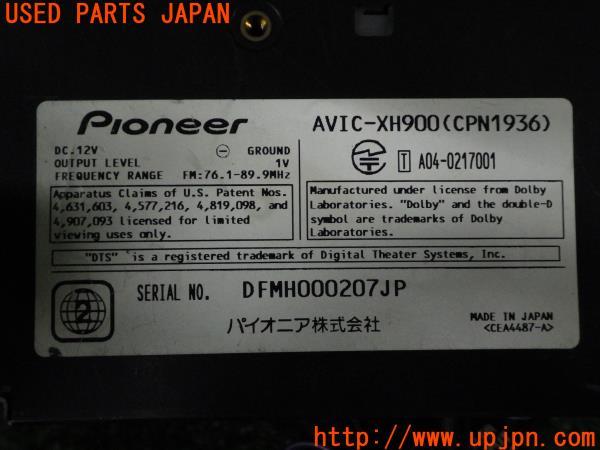 USED PARTS JAPAN
Pioneer
AVIC-XH900(CPN1936)
DC.12V ⊖ GROUND
OUTPUT LEVEL 1V
FREQUENCY RANGE FM:76.1-89.9MHz
T A04-0217001
Apparatus Claims of U.S. Patent Nos.
4,631,603, 4,577,216, 4,819,098, and
4,907,093 licensed for limited
viewing uses only.
Manufactured under license from Dolby
Laboratories. "Dolby" and the double-D
symbol are trademarks of Dolby
Laboratories.
"DTS" is a registered trademark of Digital Theater Systems, Inc.
2
SERIAL NO. DFMH000207JP
パイオニア株式会社
MADE IN JAPAN
<CEA4487-A>
UPJ
http://www.upjpn.com